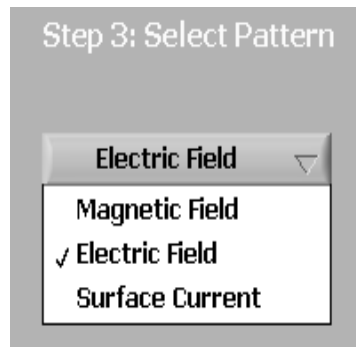 Step 3: Select Pattern
Electric Field
Magnetic Field
✓ Electric Field
Surface Current